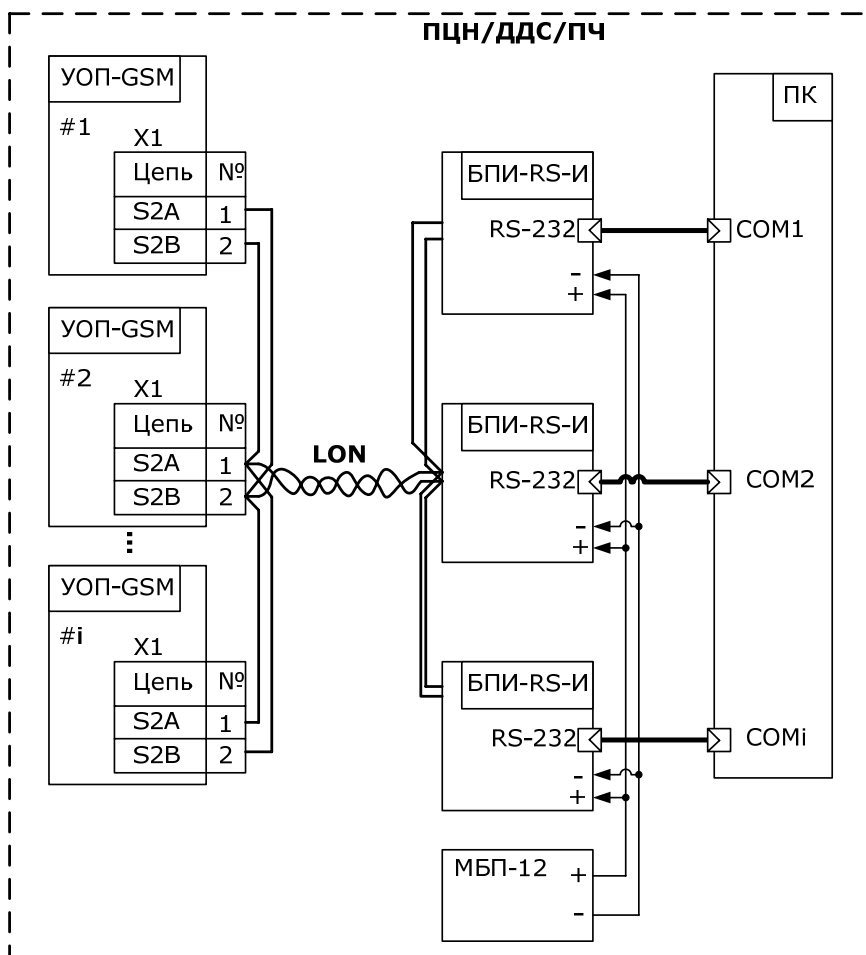 ПЦН/ДДС/ПЧ
УОП-GSM
#1
X1
Цепь №
S2A 1
S2B 2
УОП-GSM
#2
X1
Цепь №
S2A 1
S2B 2
...
УОП-GSM
#i
X1
Цепь №
S2A 1
S2B 2
LON
БПИ-RS-И
RS-232
-
+
БПИ-RS-И
RS-232
-
+
БПИ-RS-И
RS-232
-
+
МБП-12 +
-
ПК
COM1
COM2
COMi